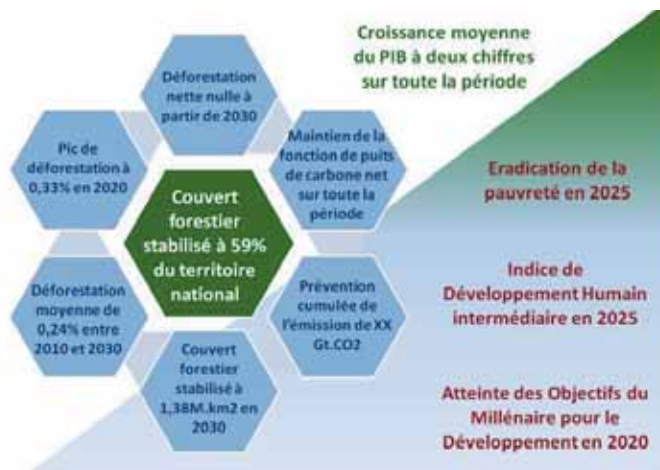 Croissance moyenne
du PIB à deux chiffres
sur toute la période
Déforestation
nette nulle à
partir de 2030
Pic de
déforestation à
0,33% en 2020
Maintien de la
fonction de puits
de carbone net
sur toute la
période
Couvert
forestier
stabilisé à 59%
du territoire
national
Déforestation
moyenne de
0,24% entre
2010 et 2030
Prévention
cumulée de
l'émission de XX
Gt.CO2
Couvert
forestier
stabilisé à
1,38M.km2 en
2030
Eradication de la
pauvreté en 2025
Indice de
Développement Humain
intermédiaire en 2025
Atteinte des Objectifs du
Millénaire pour le
Développement en 2020